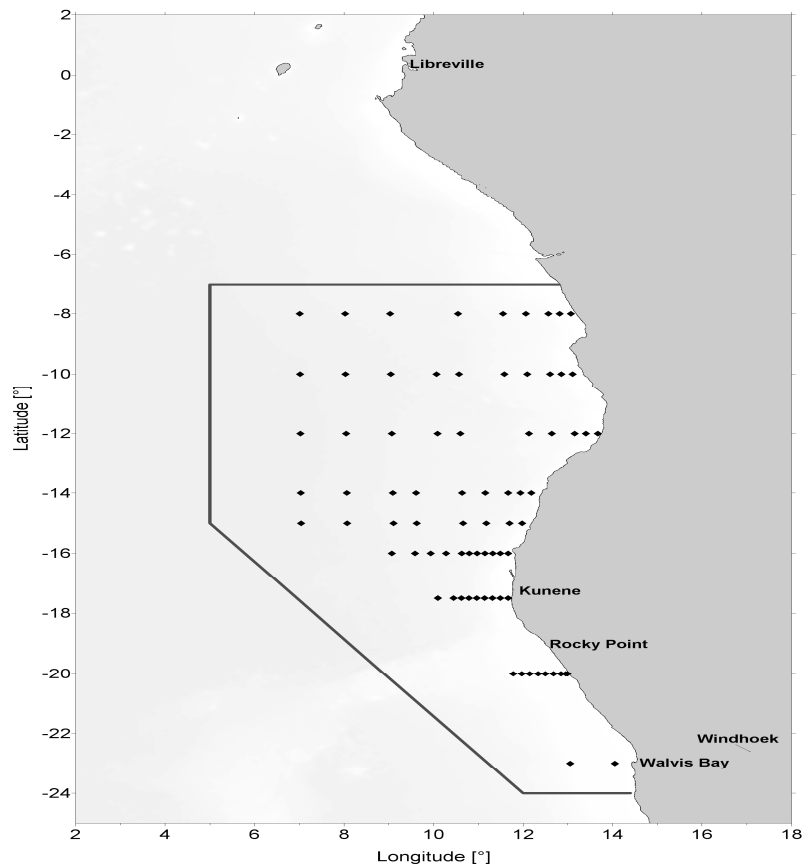 2
Libreville
0
-2
-4
-6
-8
-10
-12
-14
-16
Kunene
-18
Rocky Point
-20
Windhoek
-22
Walvis Bay
-24
Latitude [°]
2 4 6 8 10 12 14 16 18
Longitude [°]